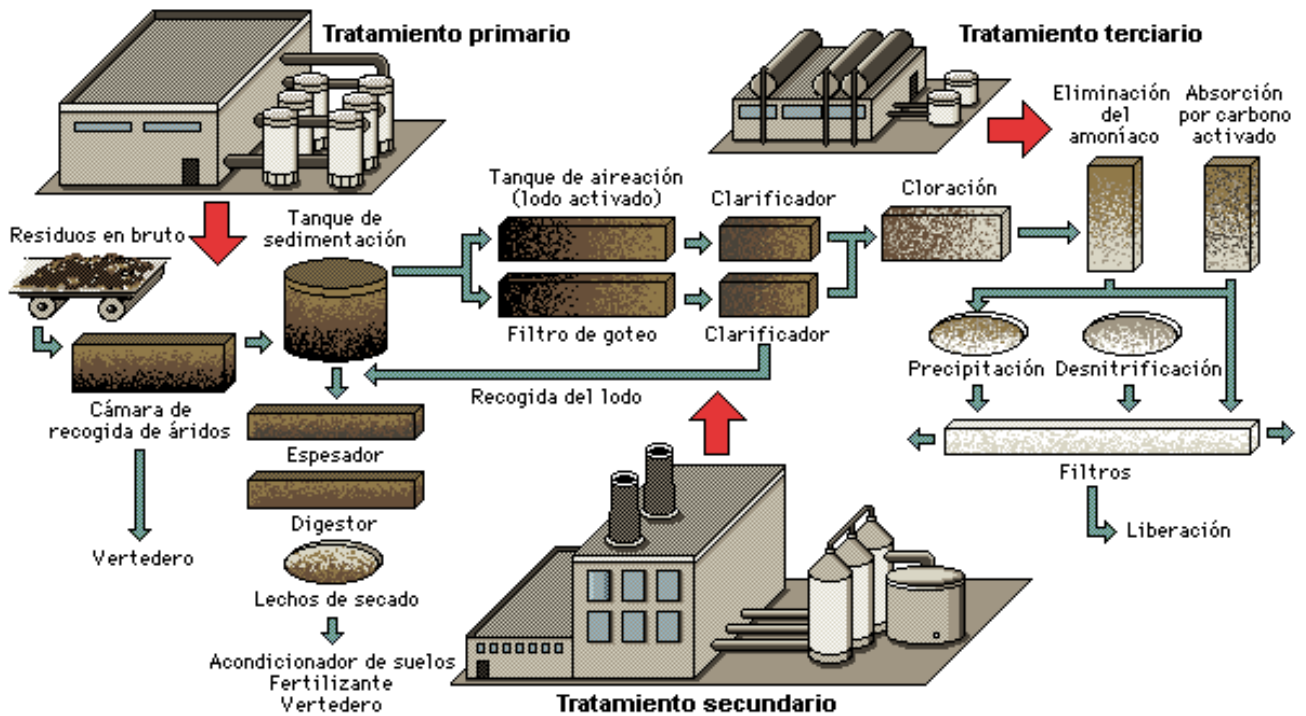 Tratamiento primario
Tratamiento terciario
Eliminación
del
amoníaco
Absorción
por carbono
activado
Residuos en bruto
Tanque de
sedimentación
Tanque de aireación
(lodo activado)
Clarificador
Cloración
Filtro de goteo
Clarificador
Precipitación
Desnitrificación
Recogida del lodo
Cámara de
recogida de áridos
Espesador
Filtros
Digestor
Liberación
Vertedero
Lechos de secado
Acondicionador de suelos
Fertilizante
Vertedero
Tratamiento secundario